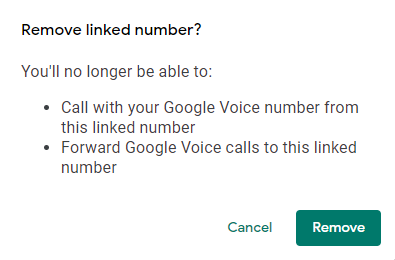 Remove linked number?
You'll no longer be able to:
• Call with your Google Voice number from
this linked number
• Forward Google Voice calls to this linked
number
Cancel
Remove